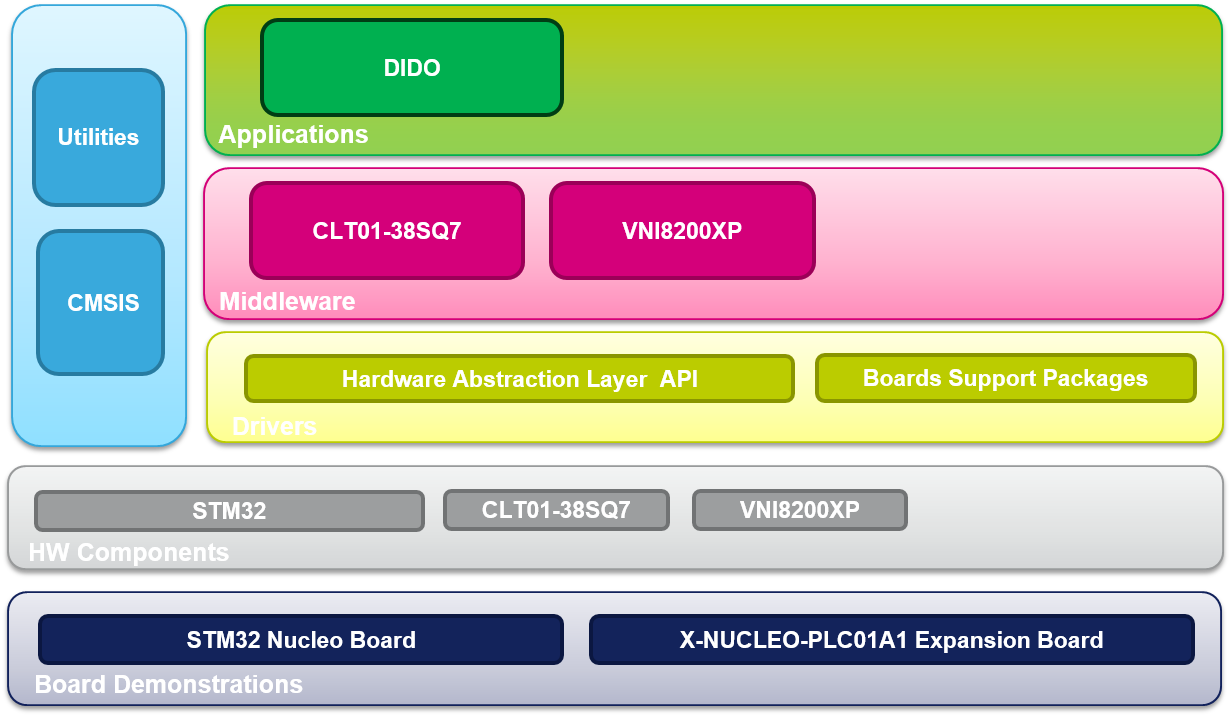 Utilities
CMSIS
DIDO
Applications
CLT01-38SQ7
VNI8200XP
Middleware
Hardware Abstraction Layer  API
Boards Support Packages
Drivers
STM32
CLT01-38SQ7
VNI8200XP
HW Components
STM32 Nucleo Board
X-NUCLEO-PLC01A1 Expansion Board
Board Demonstrations